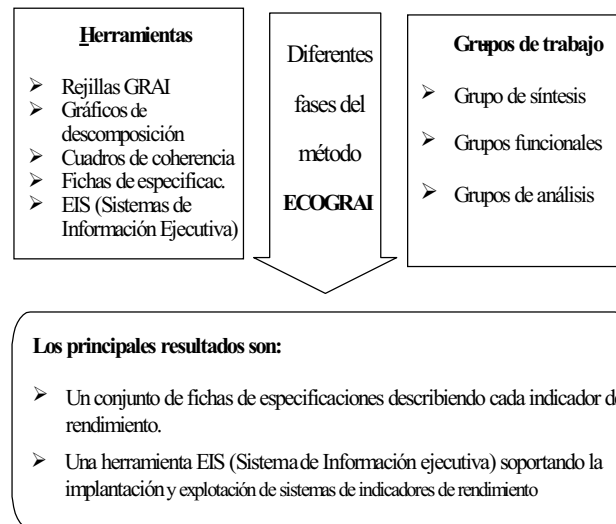 Herramientas
➢ Rejillas GRAI
➢ Gráficos de
descomposición
➢ Cuadros de coherencia
➢ Fichas de especificac.
➢ EIS (Sistemas de
Información Ejecutiva)
Diferentes
fases del
método
ECOGRAI
Grupos de trabajo
➢ Grupo de síntesis
➢ Grupos funcionales
➢ Grupos de análisis
Los principales resultados son:
➢ Un conjunto de fichas de especificaciones describiendo cada indicador de
rendimiento.
➢ Una herramienta EIS (Sistema de Información ejecutiva) soportando la
implantación y explotación de sistemas de indicadores de rendimiento